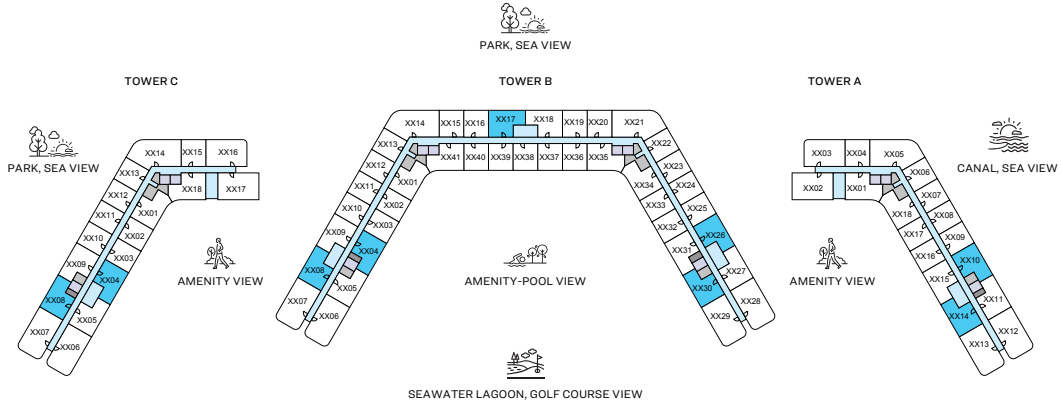 PARK, SEA VIEW
TOWER C
TOWER B
TOWER A
PARK, SEA VIEW
CANAL, SEA VIEW
XX14
XX15
XX16
XX13
XX12
XX11
XX10
XX09
XX08
XX07
XX06
XX05
XX04
XX03
XX02
XX01
XX18
XX17
AMENITY VIEW
XX14
XX15
XX16
XX17
XX18
XX19
XX20
XX21
XX13
XX12
XX11
XX10
XX09
XX08
XX07
XX06
XX05
XX04
XX03
XX01
XX41
XX40
XX39
XX38
XX37
XX36
XX35
XX22
XX23
XX24
XX25
XX26
XX27
XX28
XX29
XX30
XX31
XX32
XX33
XX34
AMENITY-POOL VIEW
AMENITY VIEW
XX03
XX04
XX05
XX02
XX01
XX06
XX07
XX08
XX09
XX10
XX11
XX12
XX13
XX14
XX15
XX16
XX17
XX18
SEAWATER LAGOON, GOLF COURSE VIEW